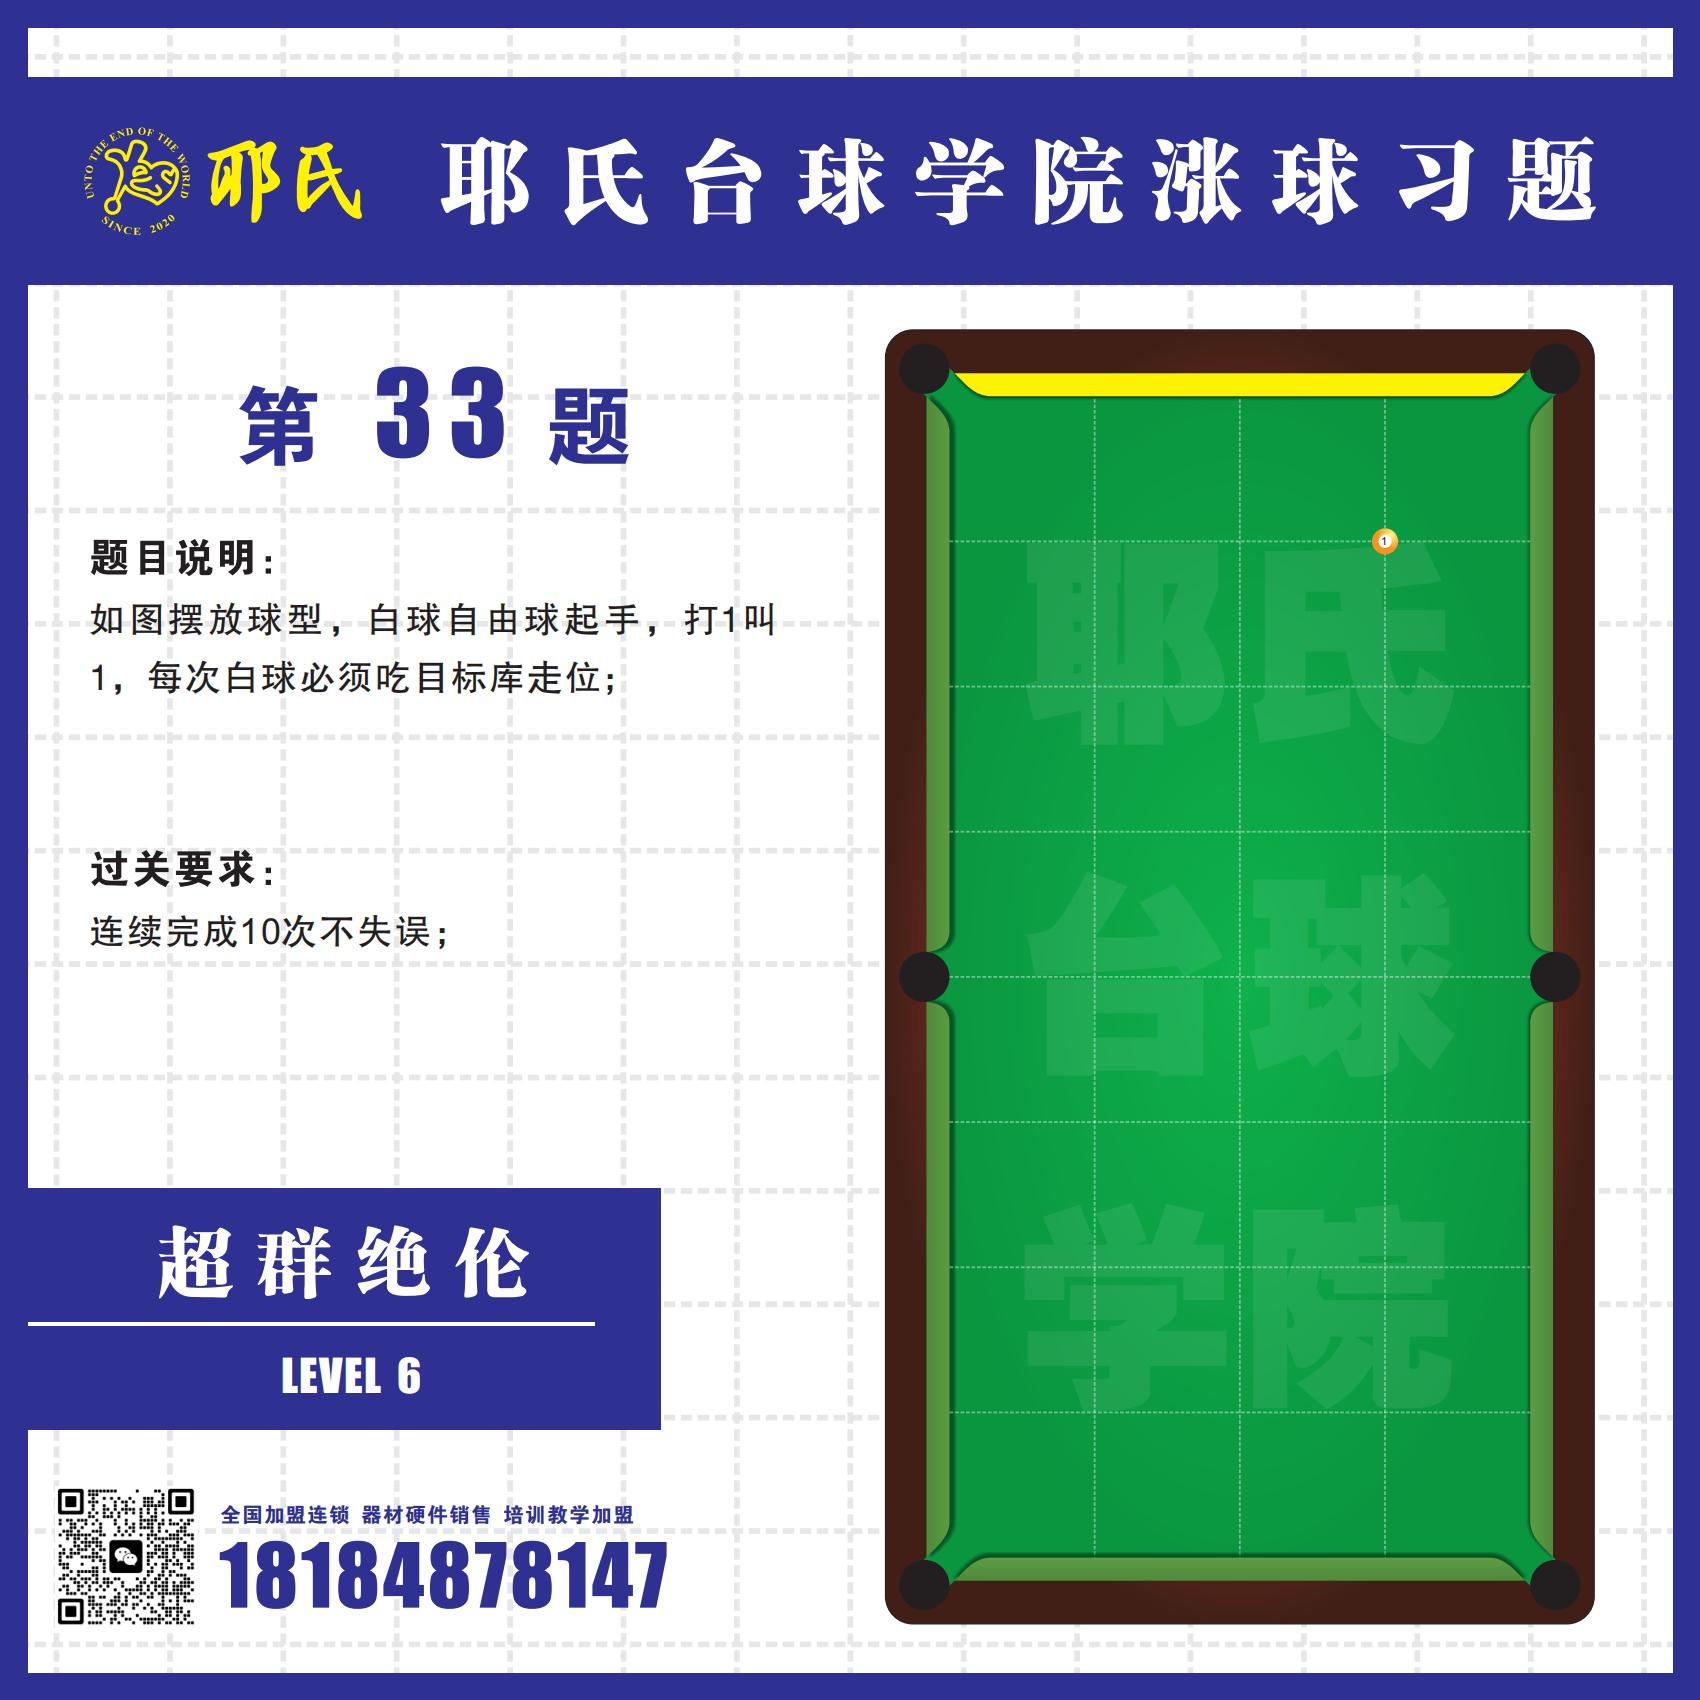 UNTO THE END OF THE WORLD
SINCE 2020
耶氏
耶氏台球学院涨球习题
第 33 题
题目说明：
如图摆放球型，白球自由球起手，打1叫
1，每次白球必须吃目标库走位；
过关要求：
连续完成10次不失误；
超群绝伦
LEVEL 6
全国加盟连锁 器材硬件销售 培训教学加盟
18184878147
1
耶氏
台球
学院